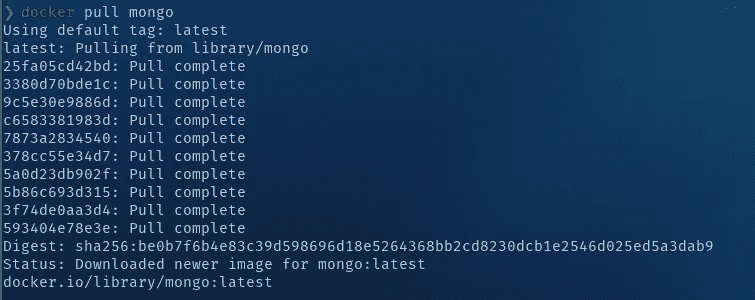 ❯ docker pull mongo
Using default tag: latest
latest: Pulling from library/mongo
25fa05cd42bd: Pull complete
3380d70bde1c: Pull complete
9c5e30e9886d: Pull complete
c6583381983d: Pull complete
7873a2834540: Pull complete
378cc55e34d7: Pull complete
5a0d23db902f: Pull complete
5b86c693d315: Pull complete
3f74de0aa3d4: Pull complete
593404e78e3e: Pull complete
Digest: sha256:be0b7f6b4e83c39d598696d18e5264368bb2cd8230dcb1e2546d025ed5a3dab9
Status: Downloaded newer image for mongo:latest
docker.io/library/mongo:latest